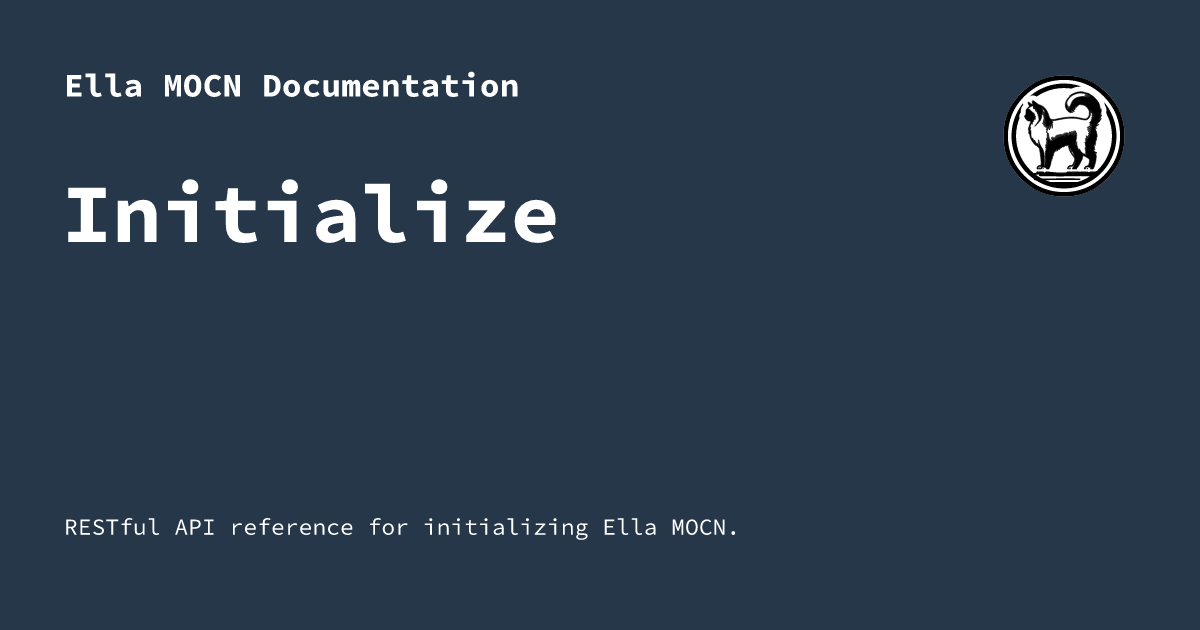 Ella MOCN Documentation
Initialize
RESTful API reference for initializing Ella MOCN.